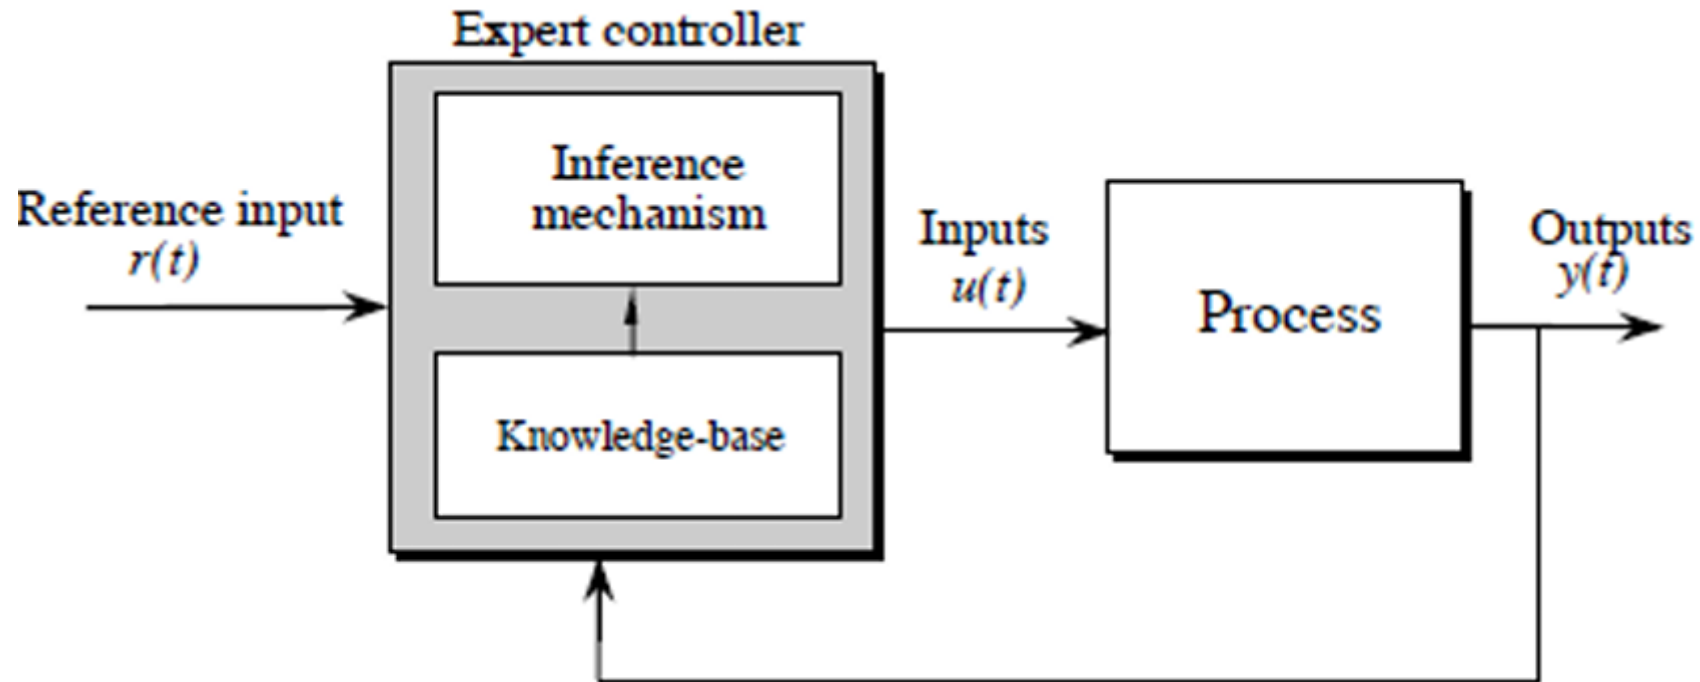 Expert controller
Inference
mechanism
Reference input
r(t)
Knowledge-base
Inputs
u(t)
Process
Outputs
y(t)